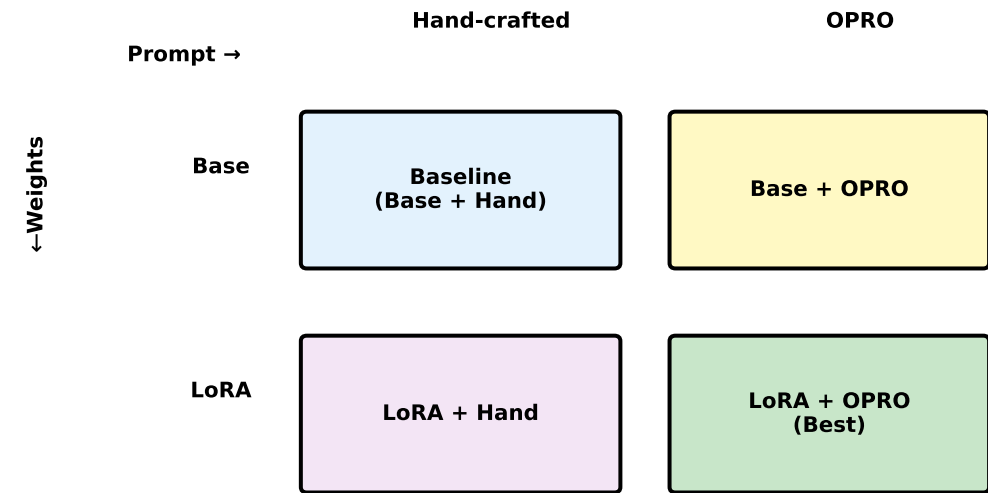 Hand-crafted
OPRO
Prompt →
←Weights
Base
Baseline
(Base + Hand)
Base + OPRO
LoRA
LoRA + Hand
LoRA + OPRO
(Best)